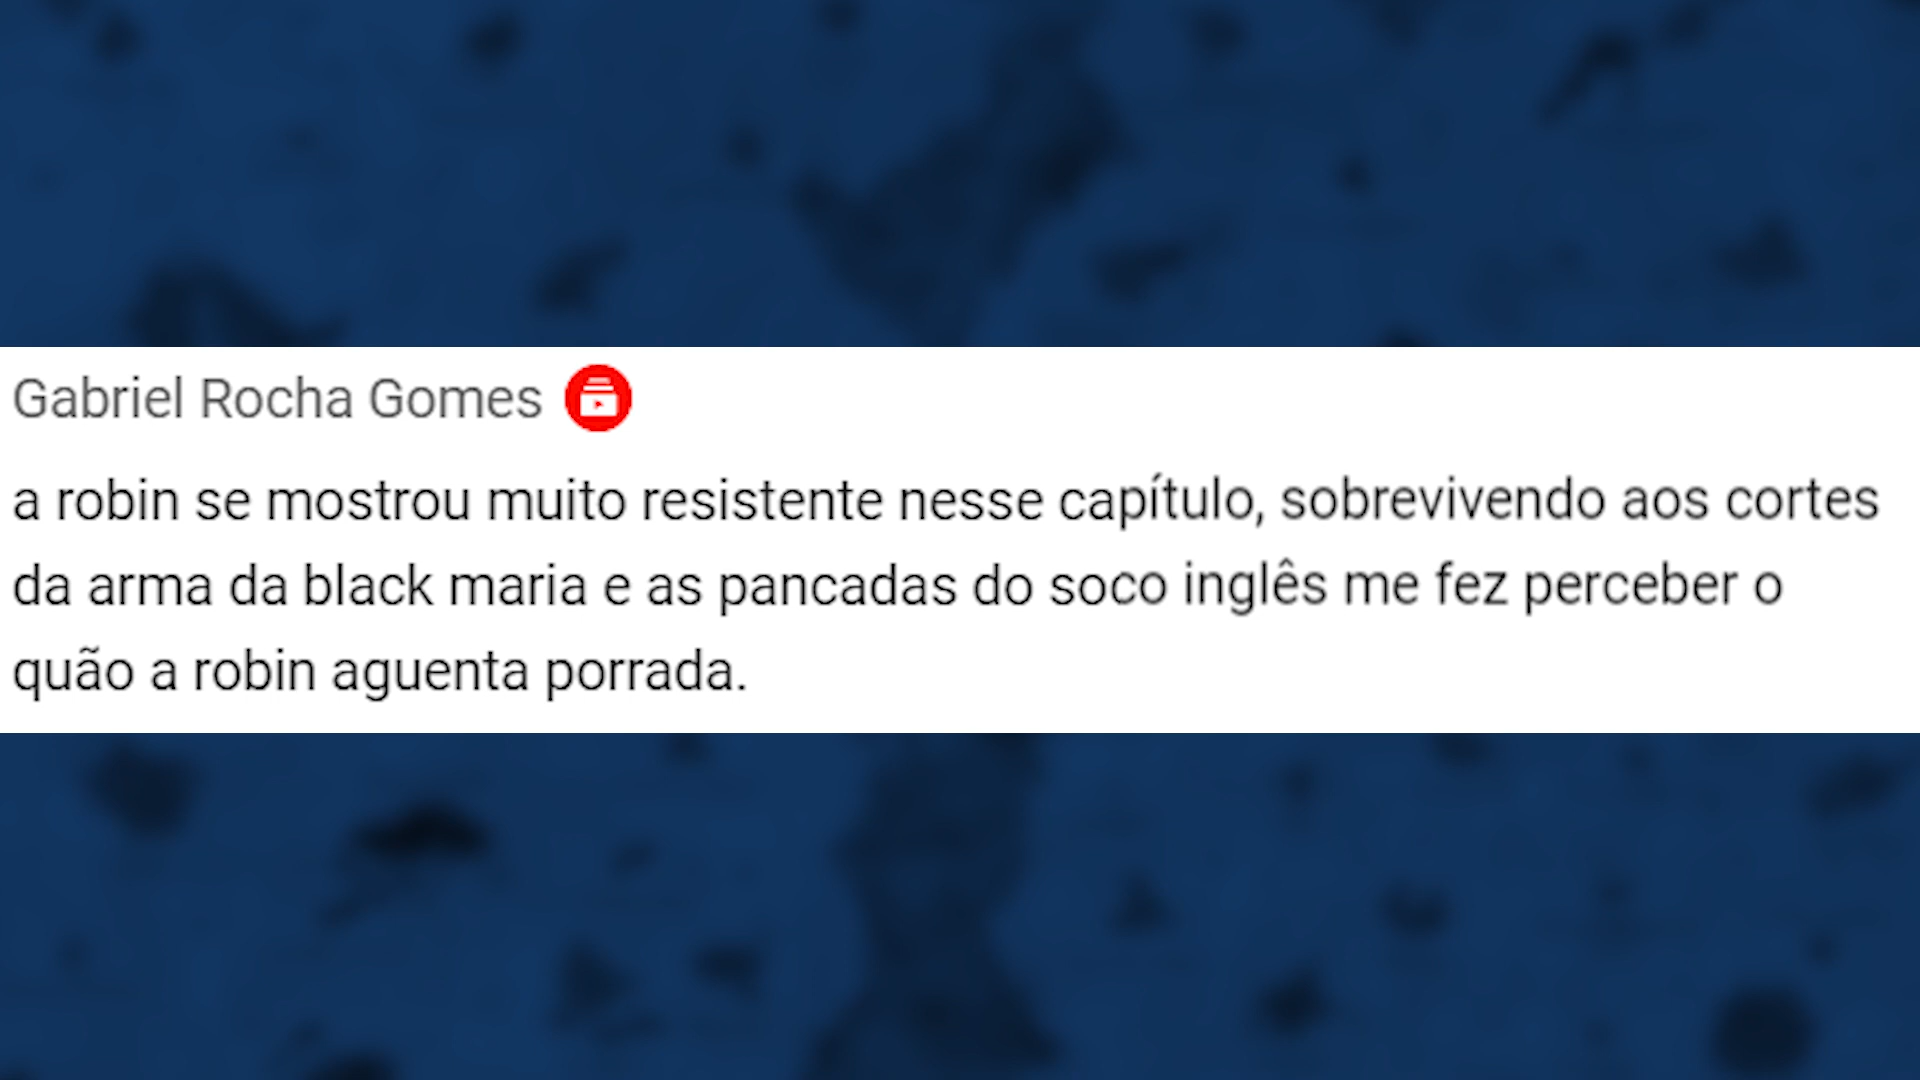 Gabriel Rocha Gomes
a robin se mostrou muito resistente nesse capítulo, sobrevivendo aos cortes
da arma da black maria e as pancadas do soco inglês me fez perceber o
quão a robin aguenta porrada.